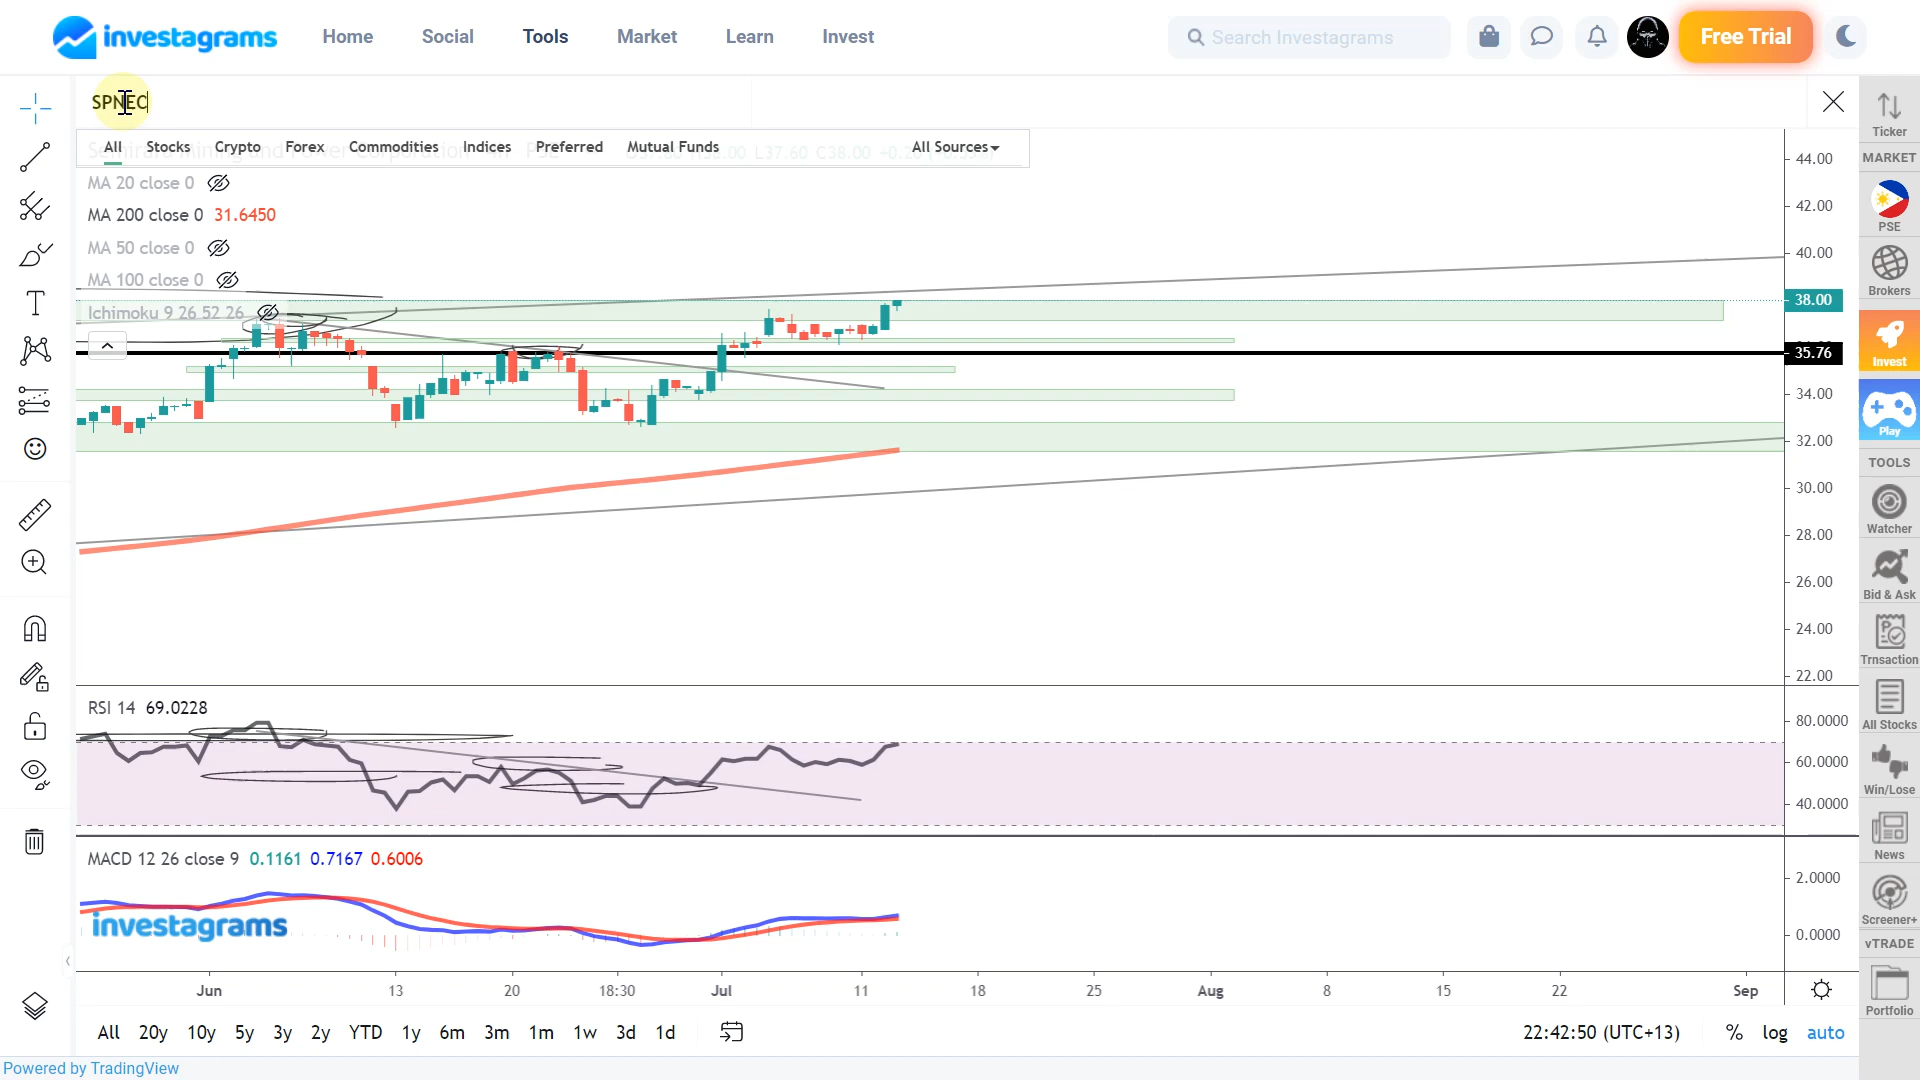 investagrams
Home
Social
Tools
Market
Learn
Invest
Search Investagrams
Free Trial
SPNEC
All
Stocks
Crypto
Forex
Commodities
Indices
Preferred
Mutual Funds
All Sources
MA 20 close 0
MA 200 close 0 31.6450
MA 50 close 0
MA 100 close 0
Ichimoku 9 26 52 26
44.00
42.00
40.00
38.00
35.76
34.00
32.00
30.00
28.00
26.00
24.00
22.00
RSI 14 69.0228
80.0000
60.0000
40.0000
MACD 12 26 close 9 0.1161 0.7167 0.6006
2.0000
0.0000
investagrams
Jun
13
20
18:30
Jul
11
18
25
Aug
8
15
22
Sep
All
20y
10y
5y
3y
2y
YTD
1y
6m
3m
1m
1w
3d
1d
22:42:50 (UTC+13)
%
log
auto
Powered by TradingView
Ticker
MARKET
PSE
Brokers
Invest
Play
TOOLS
Watcher
Bid & Ask
Trnsaction
All Stocks
Win/Lose
News
Screener+
vTRADE
Portfolio